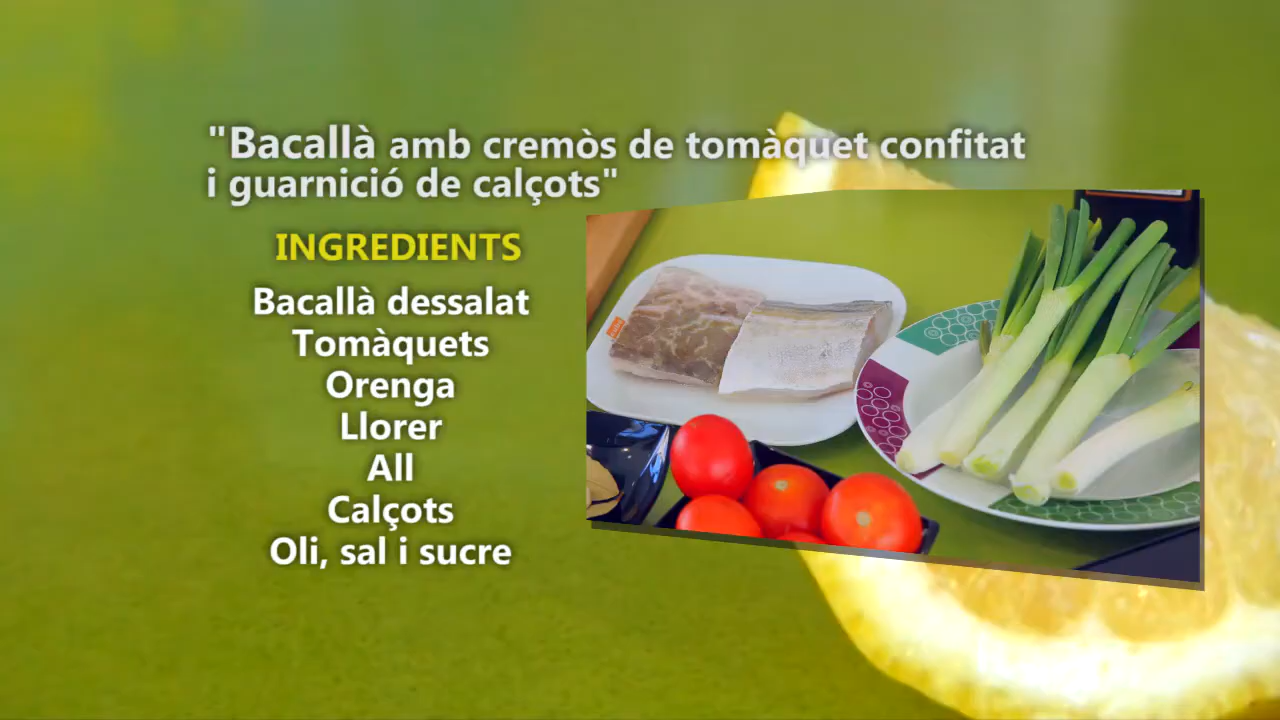 "Bacallà amb cremòs de tomàquet confitat
i guarnició de calçots"
INGREDIENTS
Bacallà dessalat
Tomàquets
Orenga
Llorer
All
Calçots
Oli, sal i sucre